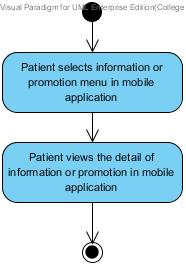 Visual Paradigm for UML Enterprise Edition(College
Patient selects information or
promotion menu in mobile
application
Patient views the detail of
information or promotion in mobile
application